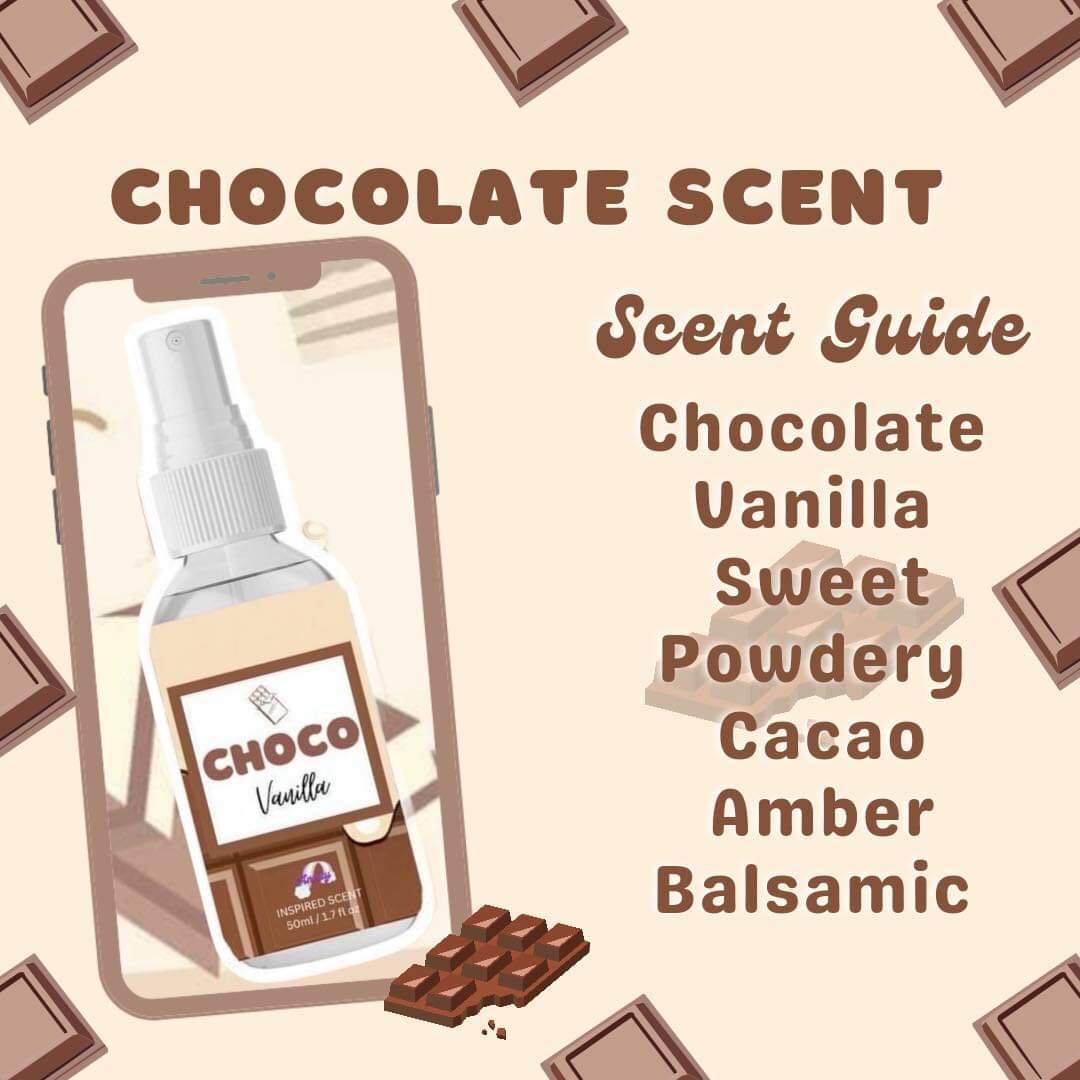 CHOCOLATE SCENT
Scent Guide
Chocolate
Vanilla
Sweet
Powdery
Cacao
Amber
Balsamic
CHOCO
Vanilla
INSPIRED SCENT
50ml / 1.7 fl oz